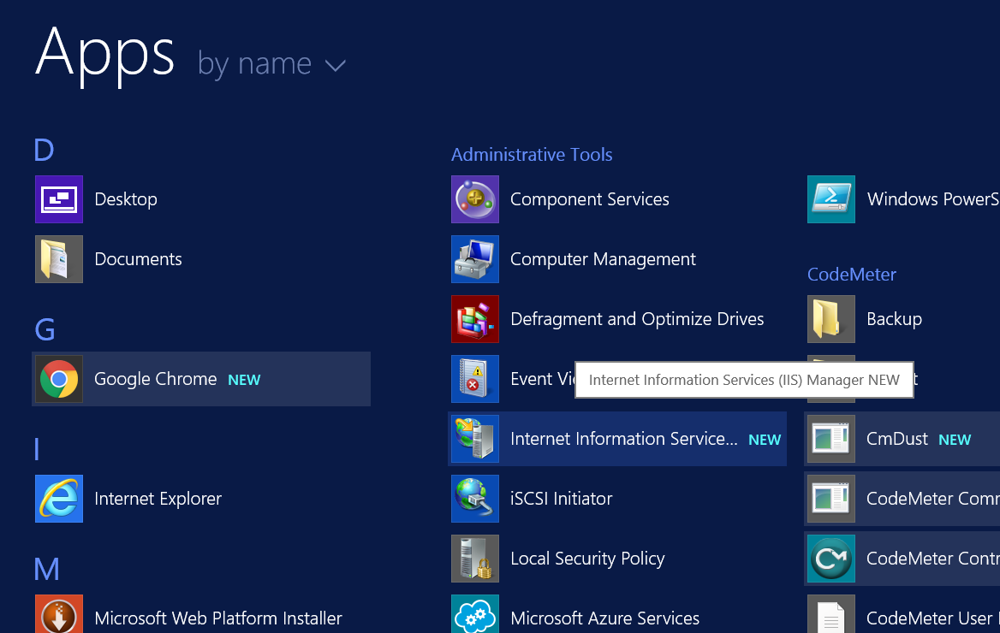 Apps by name
D
Desktop
Documents
G
Google Chrome NEW
I
Internet Explorer
M
Microsoft Web Platform Installer
Administrative Tools
Component Services
Computer Management
Defragment and Optimize Drives
Event Vi
Internet Information Services (IIS) Manager NEW
Internet Information Service... NEW
iSCSI Initiator
Local Security Policy
Microsoft Azure Services
Windows PowerS
CodeMeter
Backup
t
CmDust NEW
CodeMeter Com
CodeMeter Contr
CodeMeter User